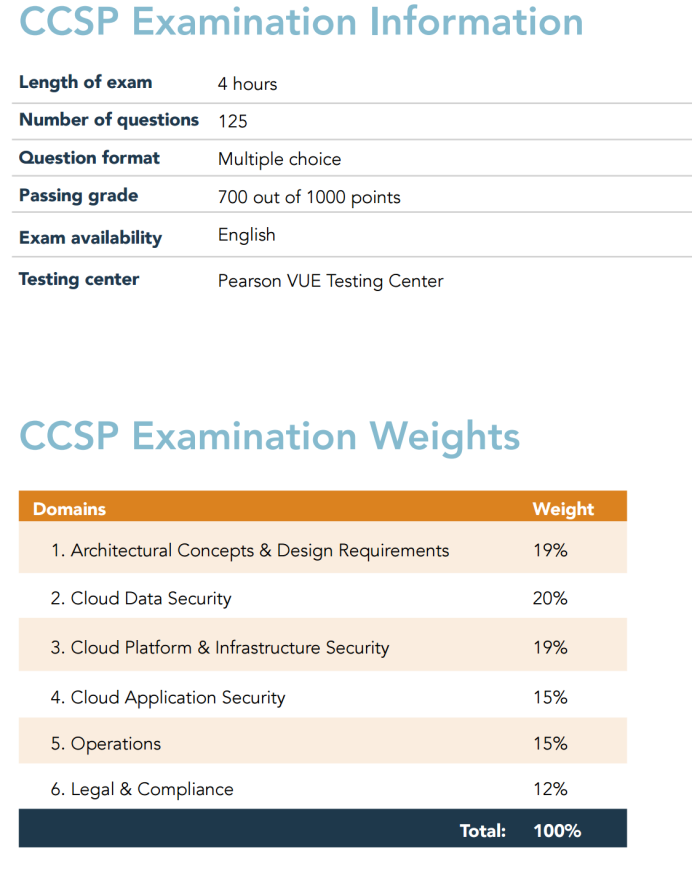 CCSP Examination Information
Length of exam 4 hours
Number of questions 125
Question format Multiple choice
Passing grade 700 out of 1000 points
Exam availability English
Testing center Pearson VUE Testing Center
CCSP Examination Weights
Domains Weight
1. Architectural Concepts & Design Requirements 19%
2. Cloud Data Security 20%
3. Cloud Platform & Infrastructure Security 19%
4. Cloud Application Security 15%
5. Operations 15%
6. Legal & Compliance 12%
Total: 100%